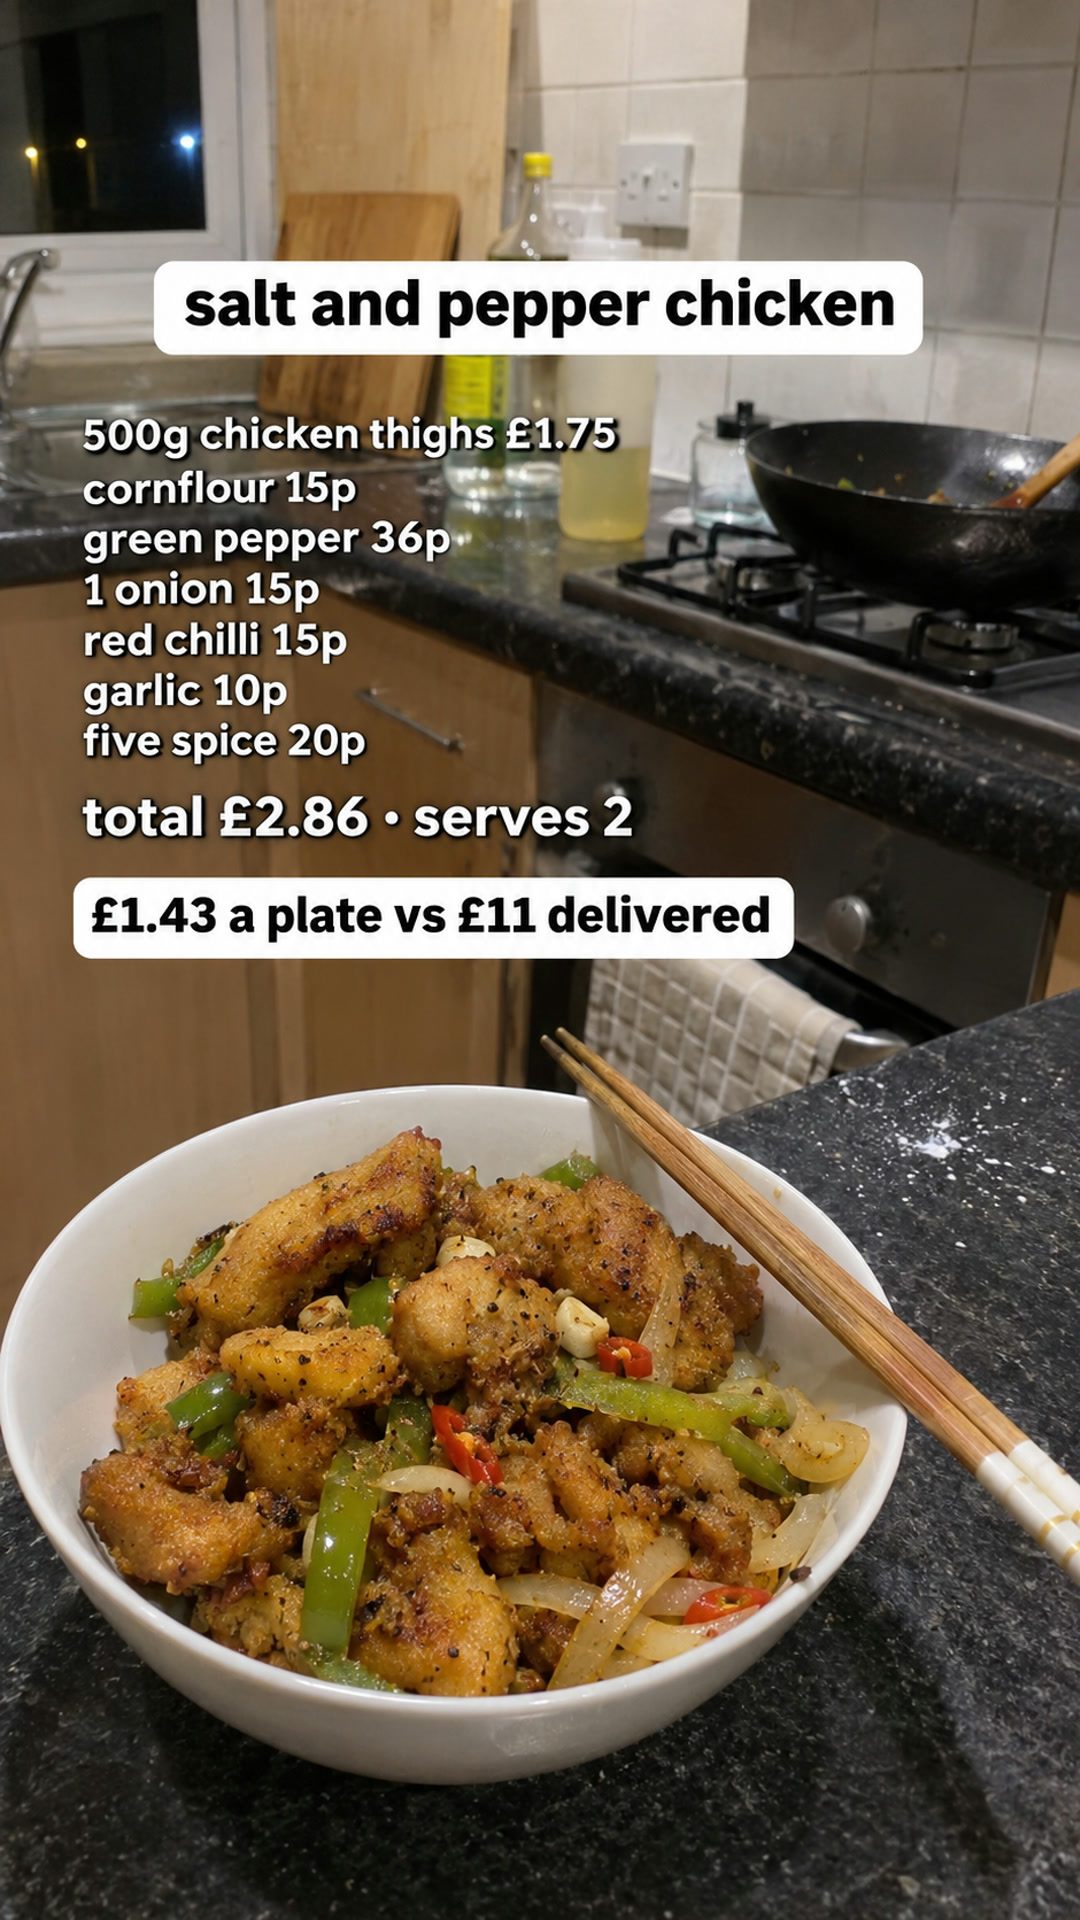 salt and pepper chicken
500g chicken thighs £1.75
cornflour 15p
green pepper 36p
1 onion 15p
red chilli 15p
garlic 10p
five spice 20p
total £2.86 • serves 2
£1.43 a plate vs £11 delivered